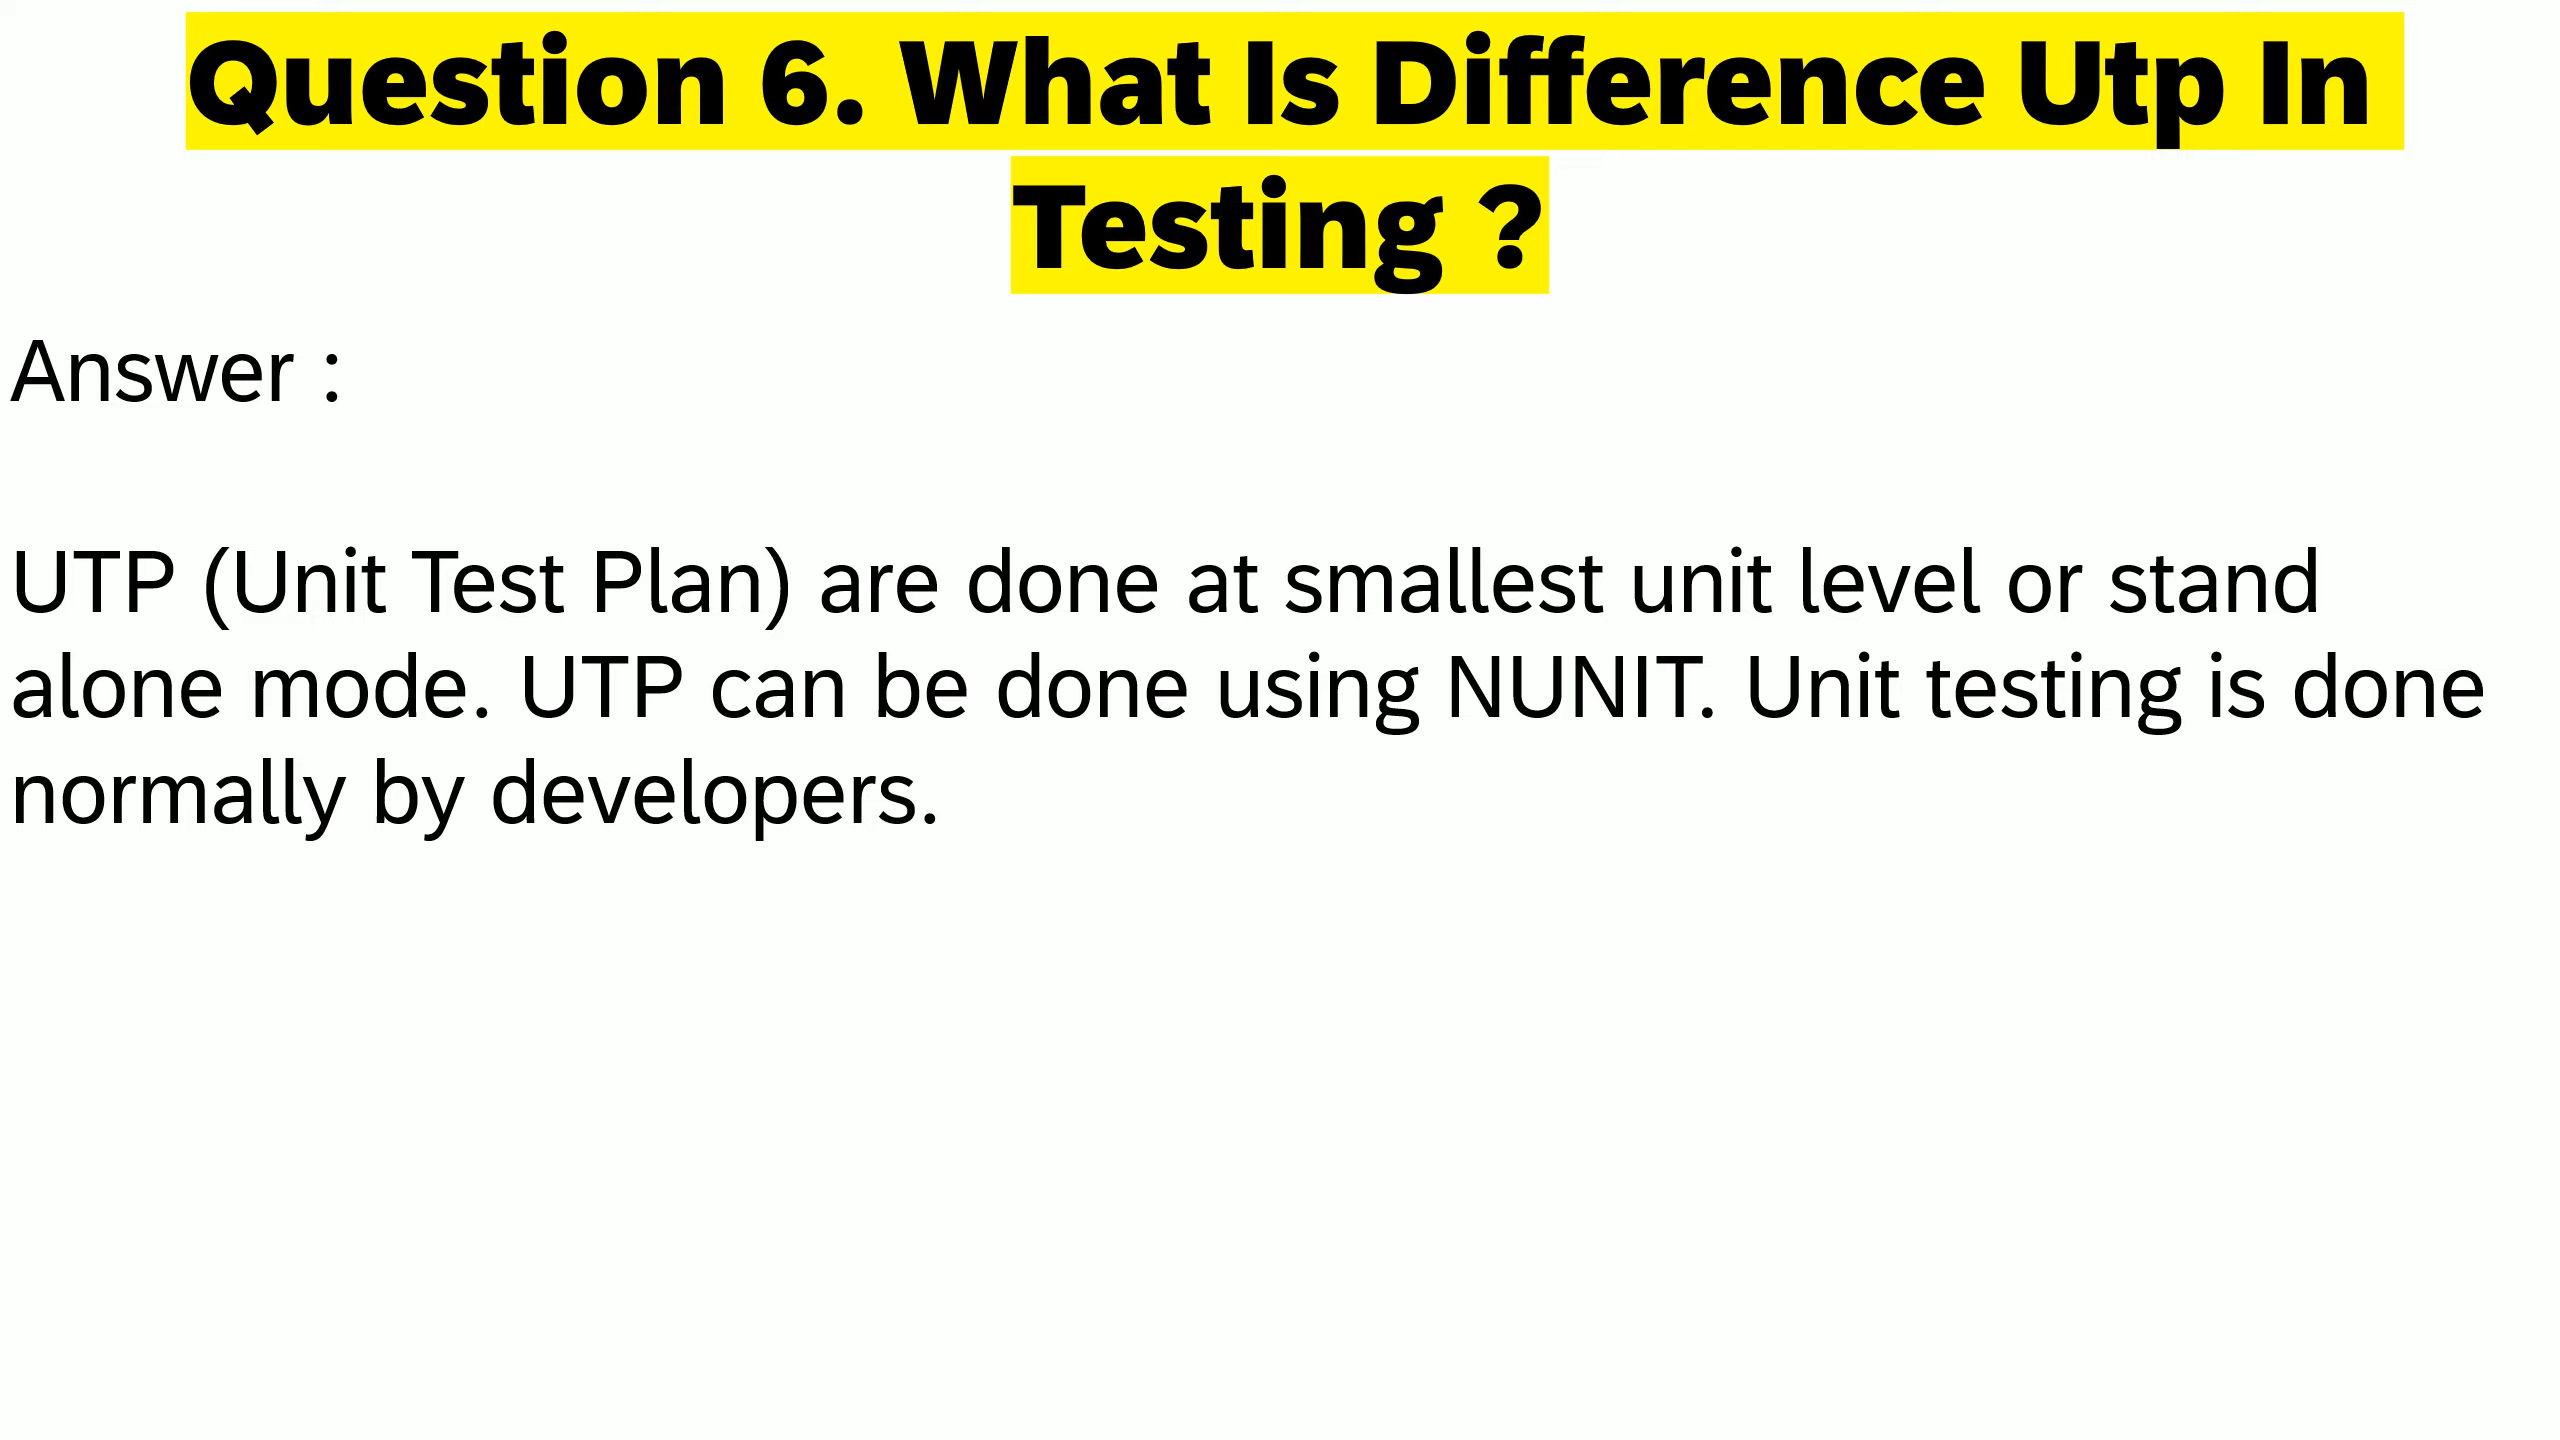 Question 6. What Is Difference Utp In
Testing ?
Answer :
UTP (Unit Test Plan) are done at smallest unit level or stand
alone mode. UTP can be done using NUNIT. Unit testing is done
normally by developers.